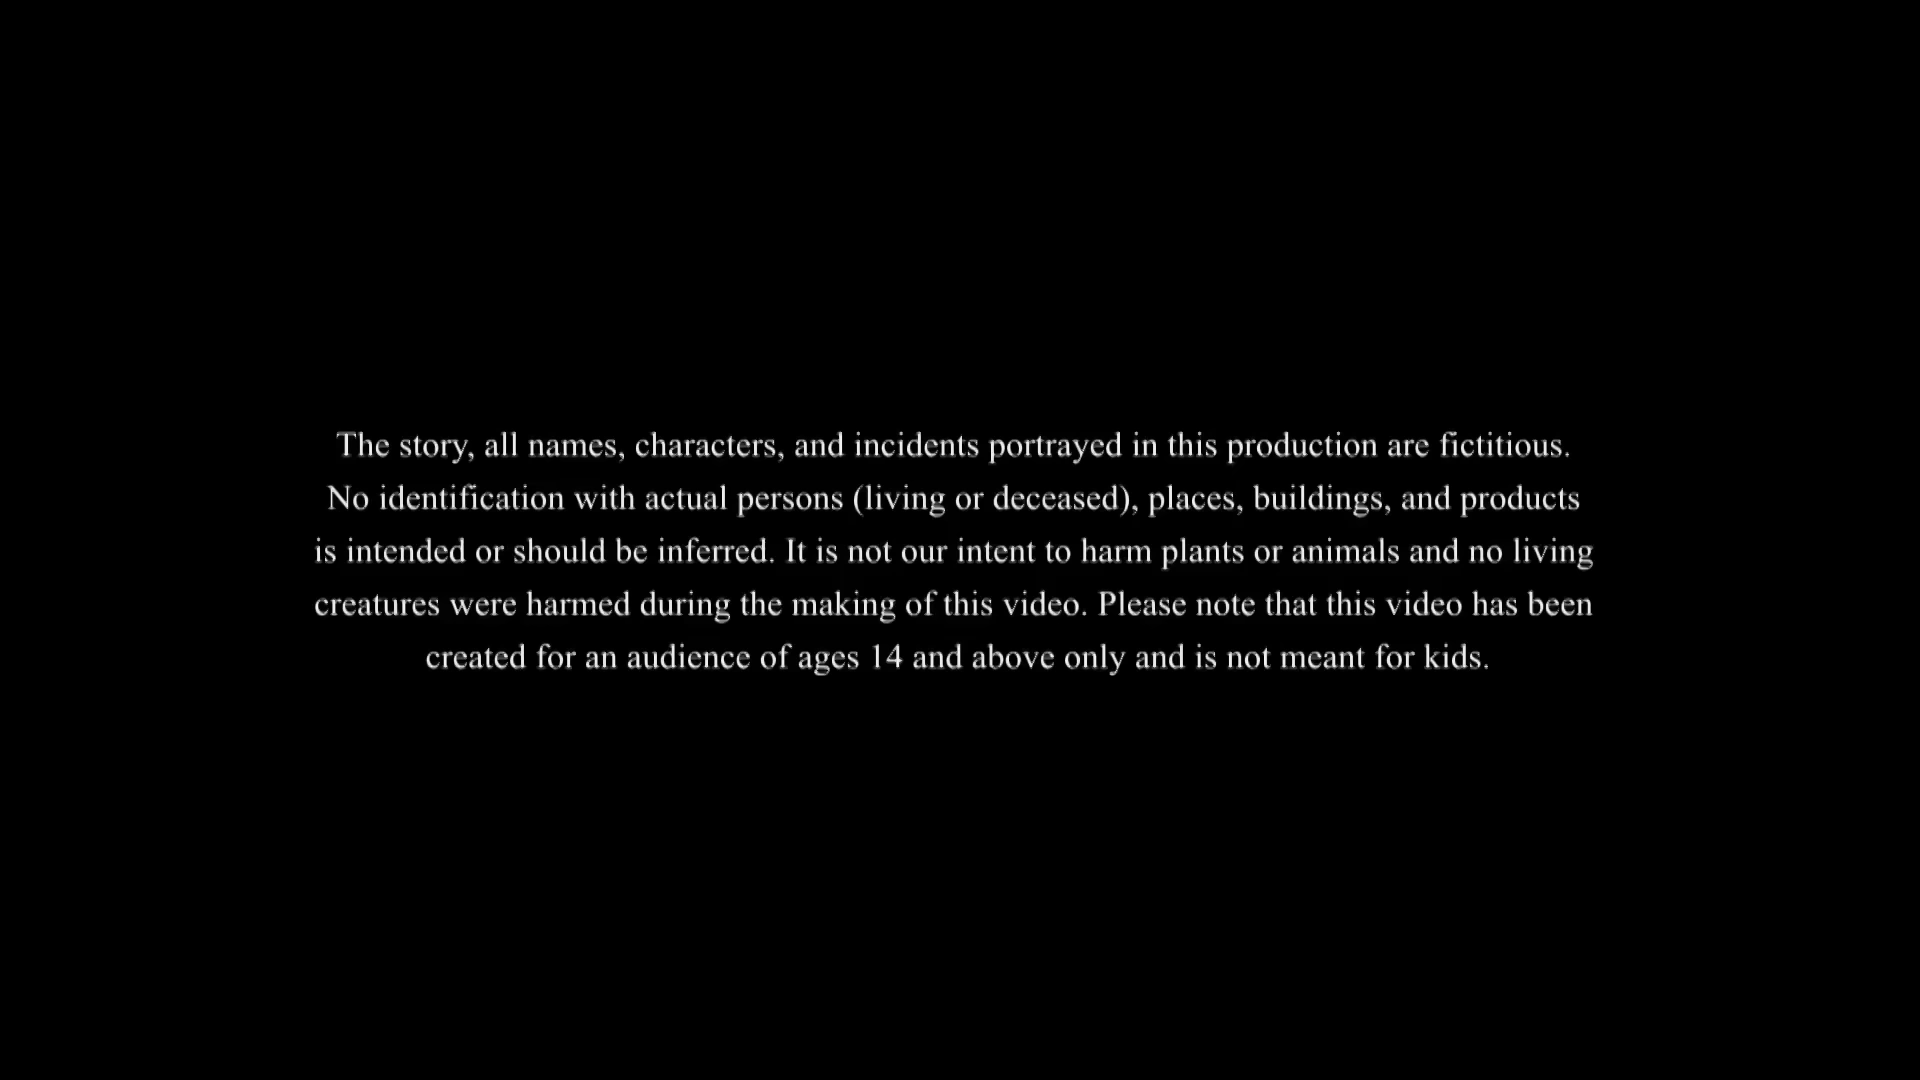 The story, all names, characters, and incidents portrayed in this production are fictitious.
No identification with actual persons (living or deceased), places, buildings, and products
is intended or should be inferred. It is not our intent to harm plants or animals and no living
creatures were harmed during the making of this video. Please note that this video has been
created for an audience of ages 14 and above only and is not meant for kids.